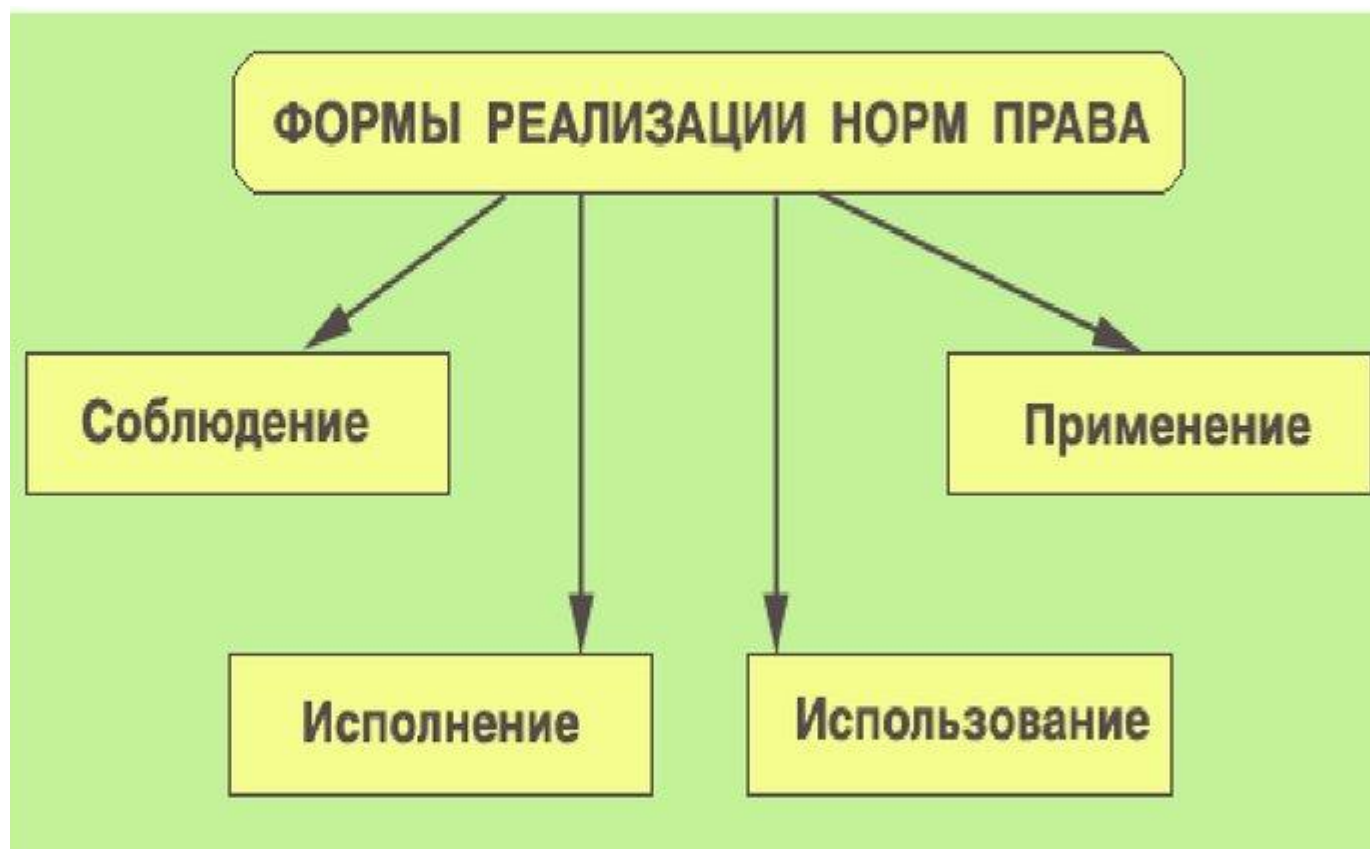 ФОРМЫ РЕАЛИЗАЦИИ НОРМ ПРАВА
Соблюдение
Применение
Исполнение
Использование